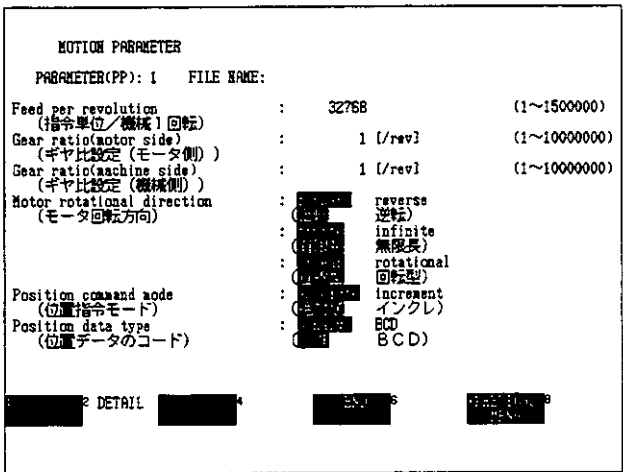 MOTION PARAMETER
PARAMETER(PP): 1 FILE NAME:
Feed per revolution : 32768 (1~1500000)
(指令単位／機械1回転)
Gear ratio(motor side) : 1 [/rev] (1~10000000)
(ギヤ比設定（モータ側）)
Gear ratio(machine side) : 1 [/rev] (1~10000000)
(ギヤ比設定（機械側）)
Motor rotational direction : reverse
(モータ回転方向) ( 逆転)
: infinite
( 無限長)
: rotational
( 回転型)
Position command mode : increment
(位置指令モード) ( インクレ)
Position data type : BCD
(位置データのコード) ( ＢＣＤ)
2 DETAIL 4 END 6 8
MENU